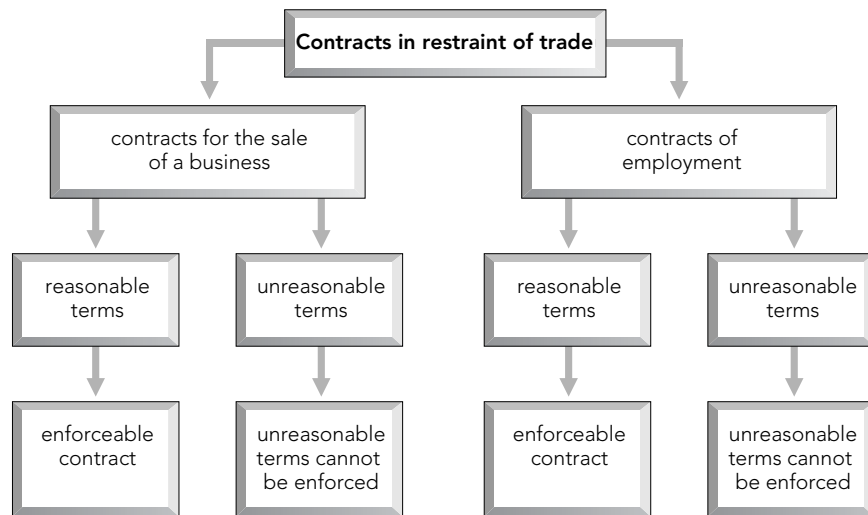 Contracts in restraint of trade
contracts for the sale
of a business
contracts of
employment
reasonable
terms
unreasonable
terms
reasonable
terms
unreasonable
terms
enforceable
contract
unreasonable
terms cannot
be enforced
enforceable
contract
unreasonable
terms cannot
be enforced